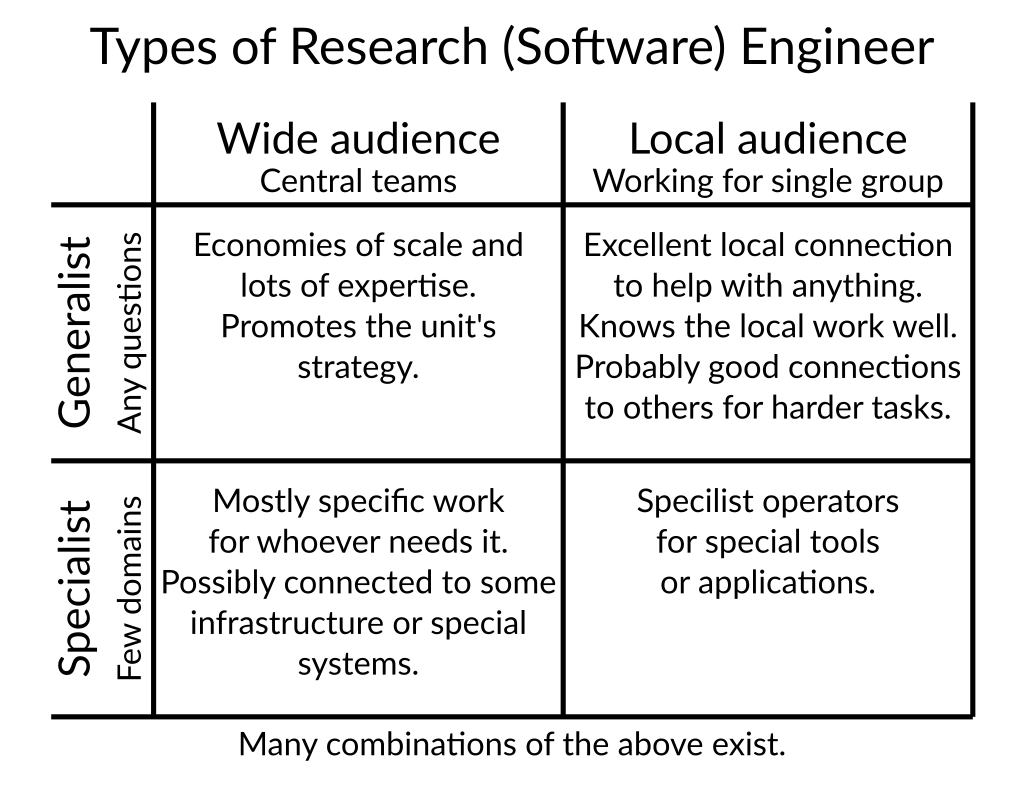 Types of Research (Software) Engineer
Wide audience
Central teams
Local audience
Working for single group
Generalist
Any questions
Economies of scale and
lots of expertise.
Promotes the unit's
strategy.
Excellent local connection
to help with anything.
Knows the local work well.
Probably good connections
to others for harder tasks.
Specialist
Few domains
Mostly specific work
for whoever needs it.
Possibly connected to some
infrastructure or special
systems.
Specilist operators
for special tools
or applications.
Many combinations of the above exist.